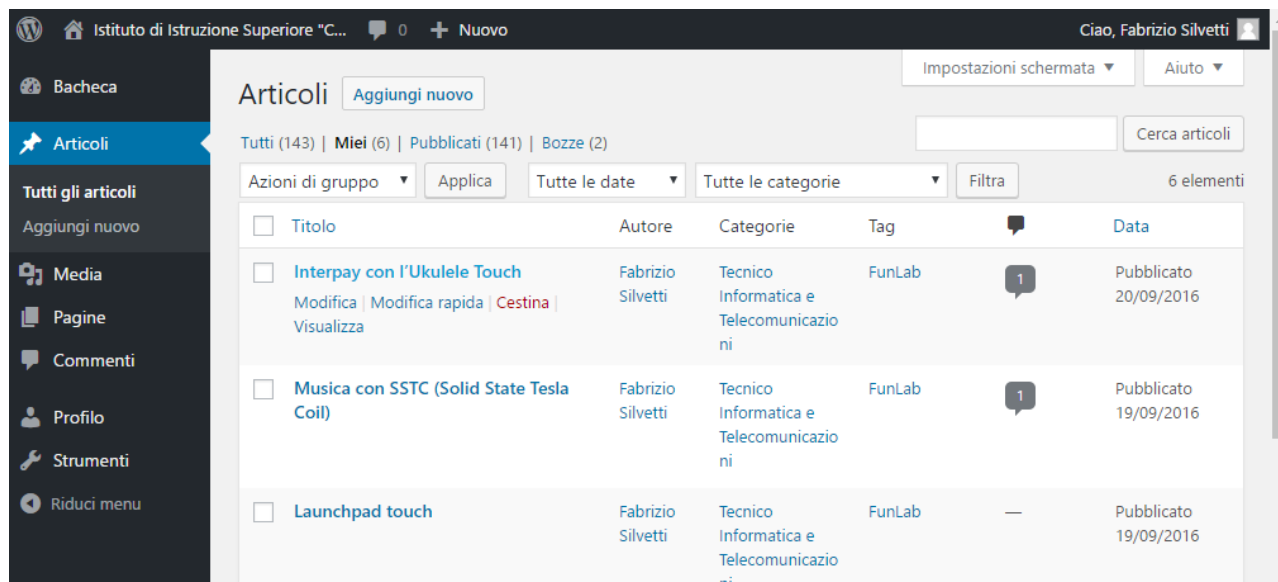 Istituto di Istruzione Superiore "C... 0 + Nuovo Ciao, Fabrizio Silvetti
Impostazioni schermata ▼ Aiuto ▼
Bacheca
Articoli
Tutti gli articoli
Aggiungi nuovo
Media
Pagine
Commenti
Profilo
Strumenti
Riduci menu
Articoli Aggiungi nuovo
Tutti (143) | Miei (6) | Pubblicati (141) | Bozze (2)
Cerca articoli
Azioni di gruppo ▼ Applica Tutte le date ▼ Tutte le categorie ▼ Filtra 6 elementi
Titolo Autore Categorie Tag Data
Interpay con l'Ukulele Touch
Modifica | Modifica rapida | Cestina |
Visualizza
Fabrizio
Silvetti
Tecnico
Informatica e
Telecomunicazio
ni
FunLab
1
Pubblicato
20/09/2016
Musica con SSTC (Solid State Tesla
Coil)
Fabrizio
Silvetti
Tecnico
Informatica e
Telecomunicazio
ni
FunLab
1
Pubblicato
19/09/2016
Launchpad touch
Fabrizio
Silvetti
Tecnico
Informatica e
Telecomunicazio
FunLab
—
Pubblicato
19/09/2016